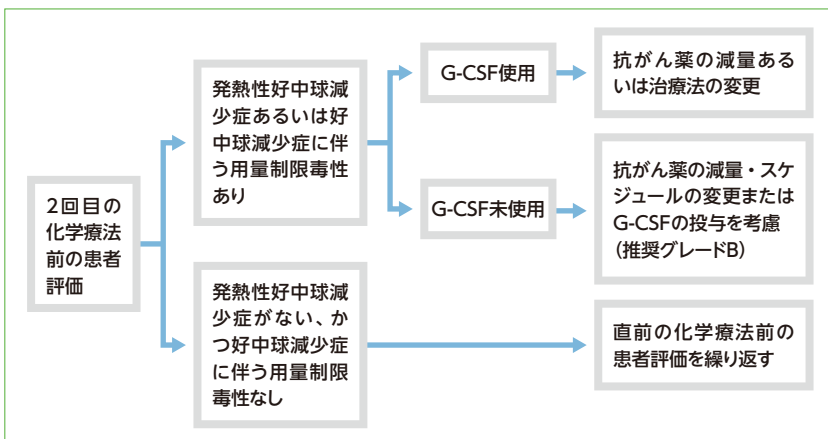 2回目の
化学療法
前の患者
評価
発熱性好中球減
少症あるいは好
中球減少症に伴
う用量制限毒性
あり
G-CSF使用
抗がん薬の減量ある
いは治療法の変更
G-CSF未使用
抗がん薬の減量・スケ
ジュールの変更または
G-CSFの投与を考慮
(推奨グレードB)
発熱性好中球減
少症がない、か
つ好中球減少症
に伴う用量制限
毒性なし
直前の化学療法前の
患者評価を繰り返す